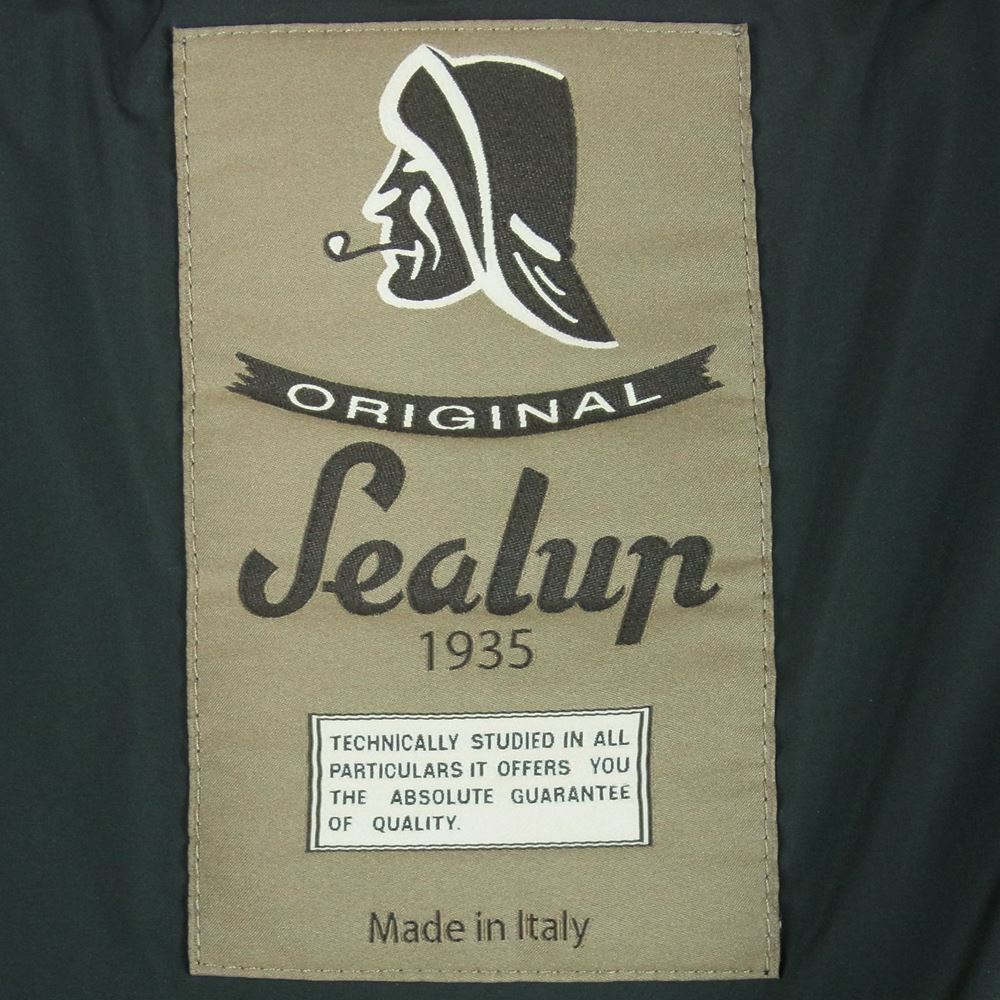 ORIGINAL
Sealup
1935
TECHNICALLY STUDIED IN ALL
PARTICULARS IT OFFERS YOU
THE ABSOLUTE GUARANTEE
OF QUALITY.
Made in Italy